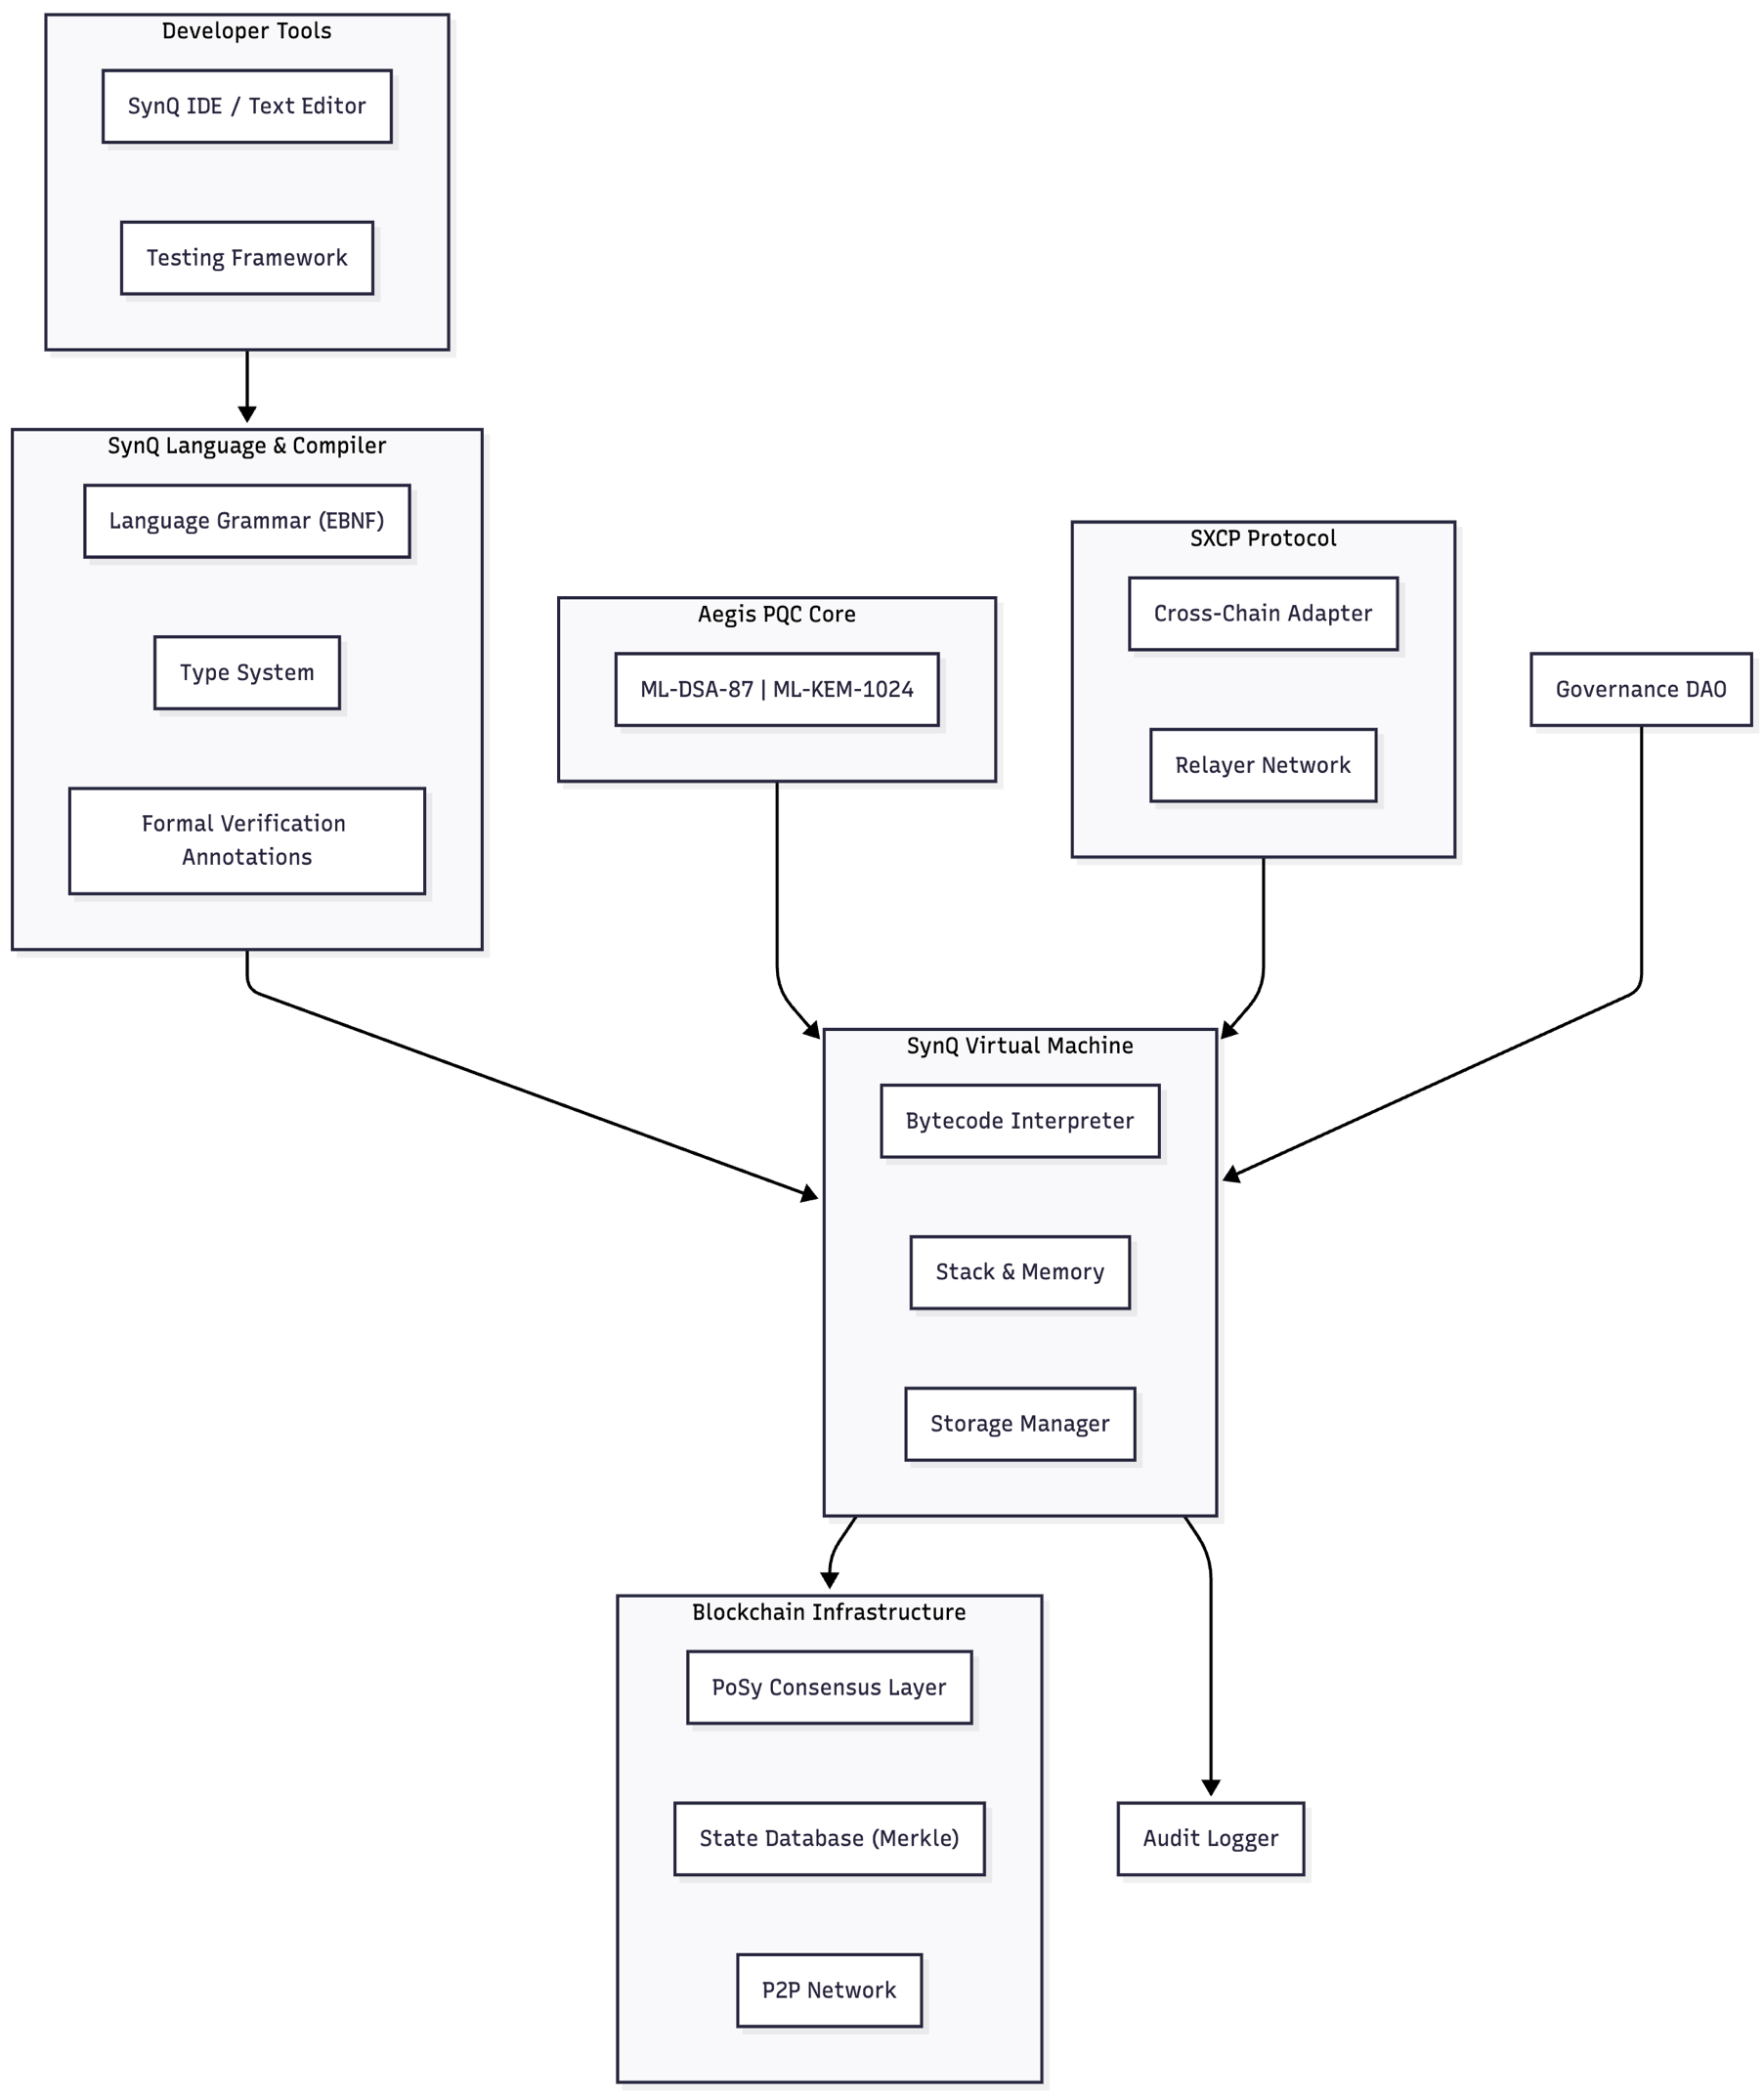 Developer Tools
SynQ IDE / Text Editor
Testing Framework
SynQ Language & Compiler
Language Grammar (EBNF)
Type System
Formal Verification
Annotations
Aegis PQC Core
ML-DSA-87 | ML-KEM-1024
SXCP Protocol
Cross-Chain Adapter
Relayer Network
Governance DAO
SynQ Virtual Machine
Bytecode Interpreter
Stack & Memory
Storage Manager
Blockchain Infrastructure
PoSy Consensus Layer
State Database (Merkle)
P2P Network
Audit Logger